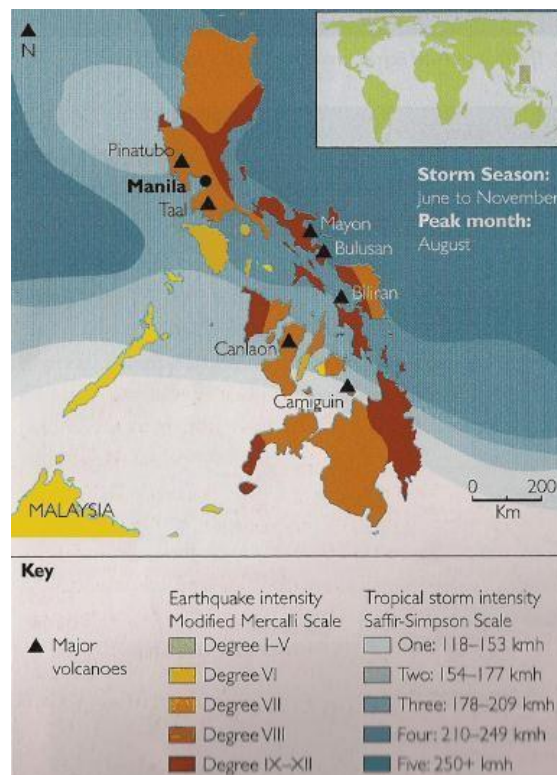 N
Storm Season:
June to November
Peak month:
August
Pinatubo
Manila
Taal
Mayon
Bulusan
Biliran
Canlaon
Camiguin
MALAYSIA
0 200
Km
Key
Major
volcanoes
Earthquake intensity
Modified Mercalli Scale
Degree I–V
Degree VI
Degree VII
Degree VIII
Degree IX–XII
Tropical storm intensity
Saffir-Simpson Scale
One: 118–153 kmh
Two: 154–177 kmh
Three: 178–209 kmh
Four: 210–249 kmh
Five: 250+ kmh